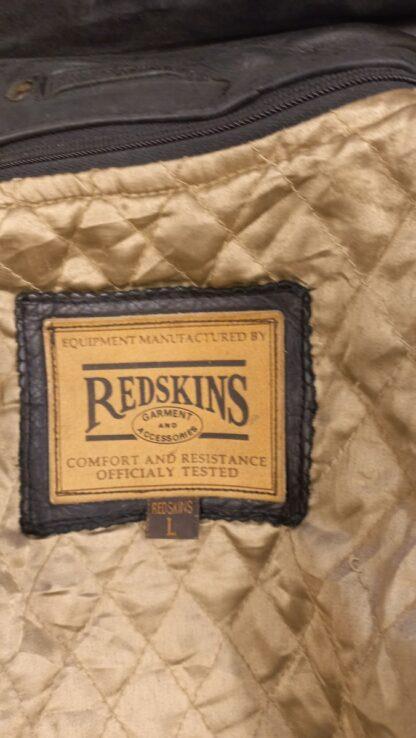 EQUIPMENT MANUFACTURED BY
REDSKINS
GARMENT
AND
ACCESSORIES
COMFORT AND RESISTANCE
OFFICIALY TESTED
REDSKINS
L